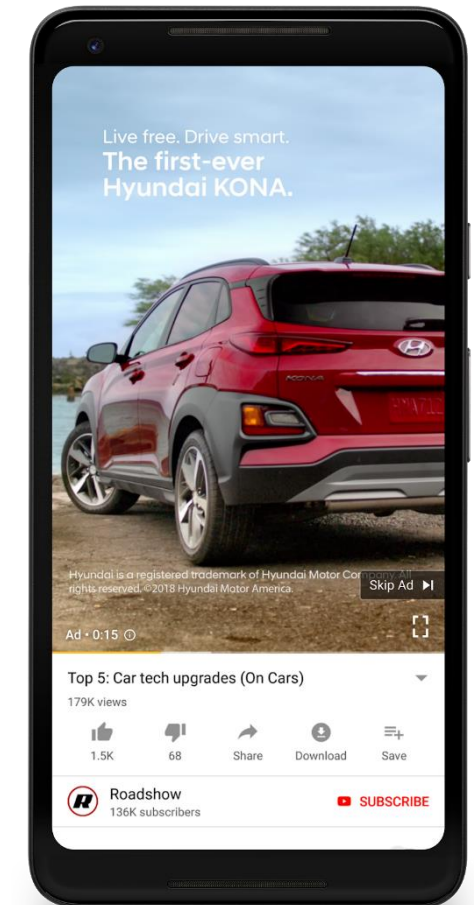 Live free. Drive smart.
The first-ever
Hyundai KONA.
KONA
Hyundai is a registered trademark of Hyundai Motor Company. All
rights reserved. ©2018 Hyundai Motor America.
Skip Ad
Ad • 0:15
Top 5: Car tech upgrades (On Cars)
179K views
1.5K
68
Share
Download
Save
Roadshow
136K subscribers
SUBSCRIBE